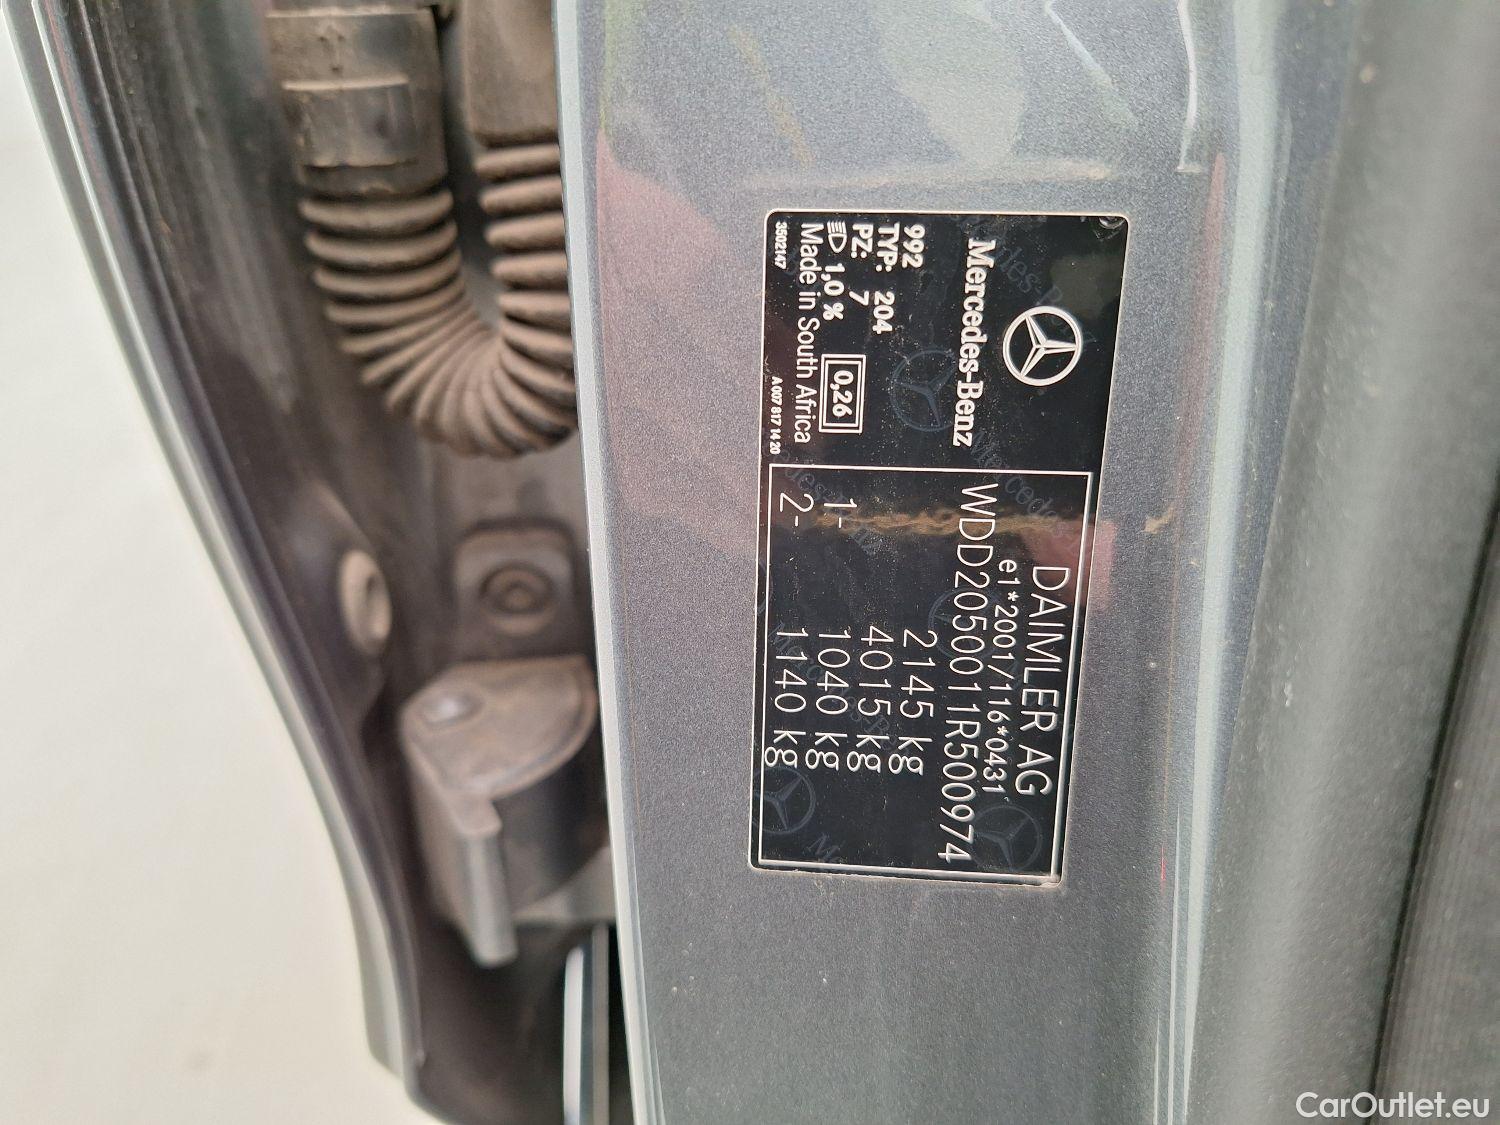 Mercedes-Benz
992
TYP: 204
PZ: 7
1,0 %
0,26
Made in South Africa
3502147
A 007 817 14 20
DAIMLER AG
e1*2001/116*0431
WDD2050011R500974
2145 kg
4015 kg
1- 1040 kg
2- 1140 kg
CarOutlet.eu